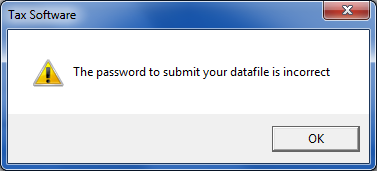 Tax Software
The password to submit your datafile is incorrect
OK